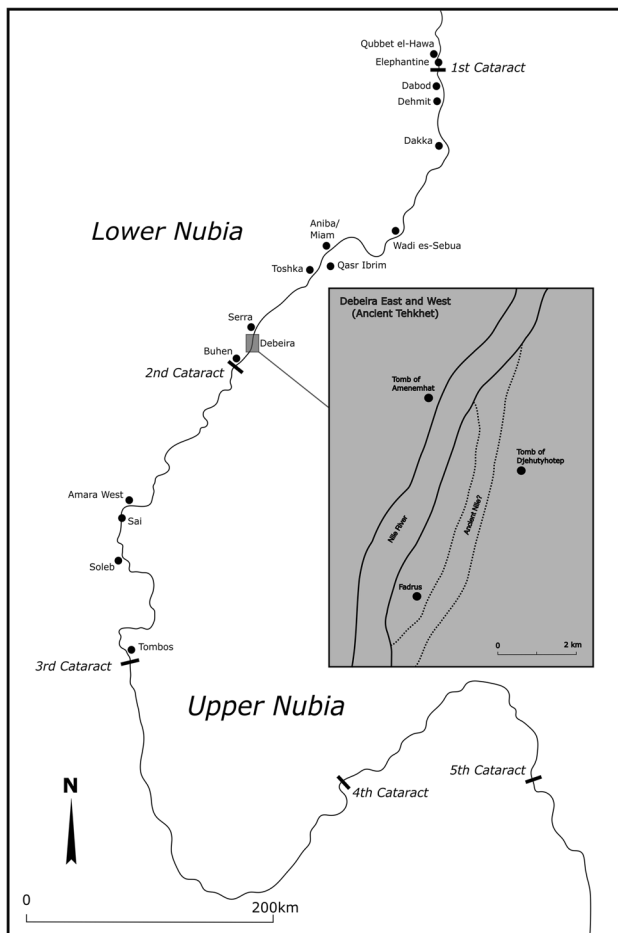 Qubbet el-Hawa
Elephantine
1st Cataract
Dabod
Dehmit
Dakka
Lower Nubia
Aniba/
Miam
Wadi es-Sebua
Toshka
Qasr Ibrim
Serra
Debeira
Buhen
2nd Cataract
Debeira East and West
(Ancient Tehkhet)
Tomb of
Amenemhat
Tomb of
Djehutyhotep
Nile River
Ancient Nile?
Fadrus
0
2 km
Amara West
Sai
Soleb
Tombos
3rd Cataract
Upper Nubia
4th Cataract
5th Cataract
N
0
200km